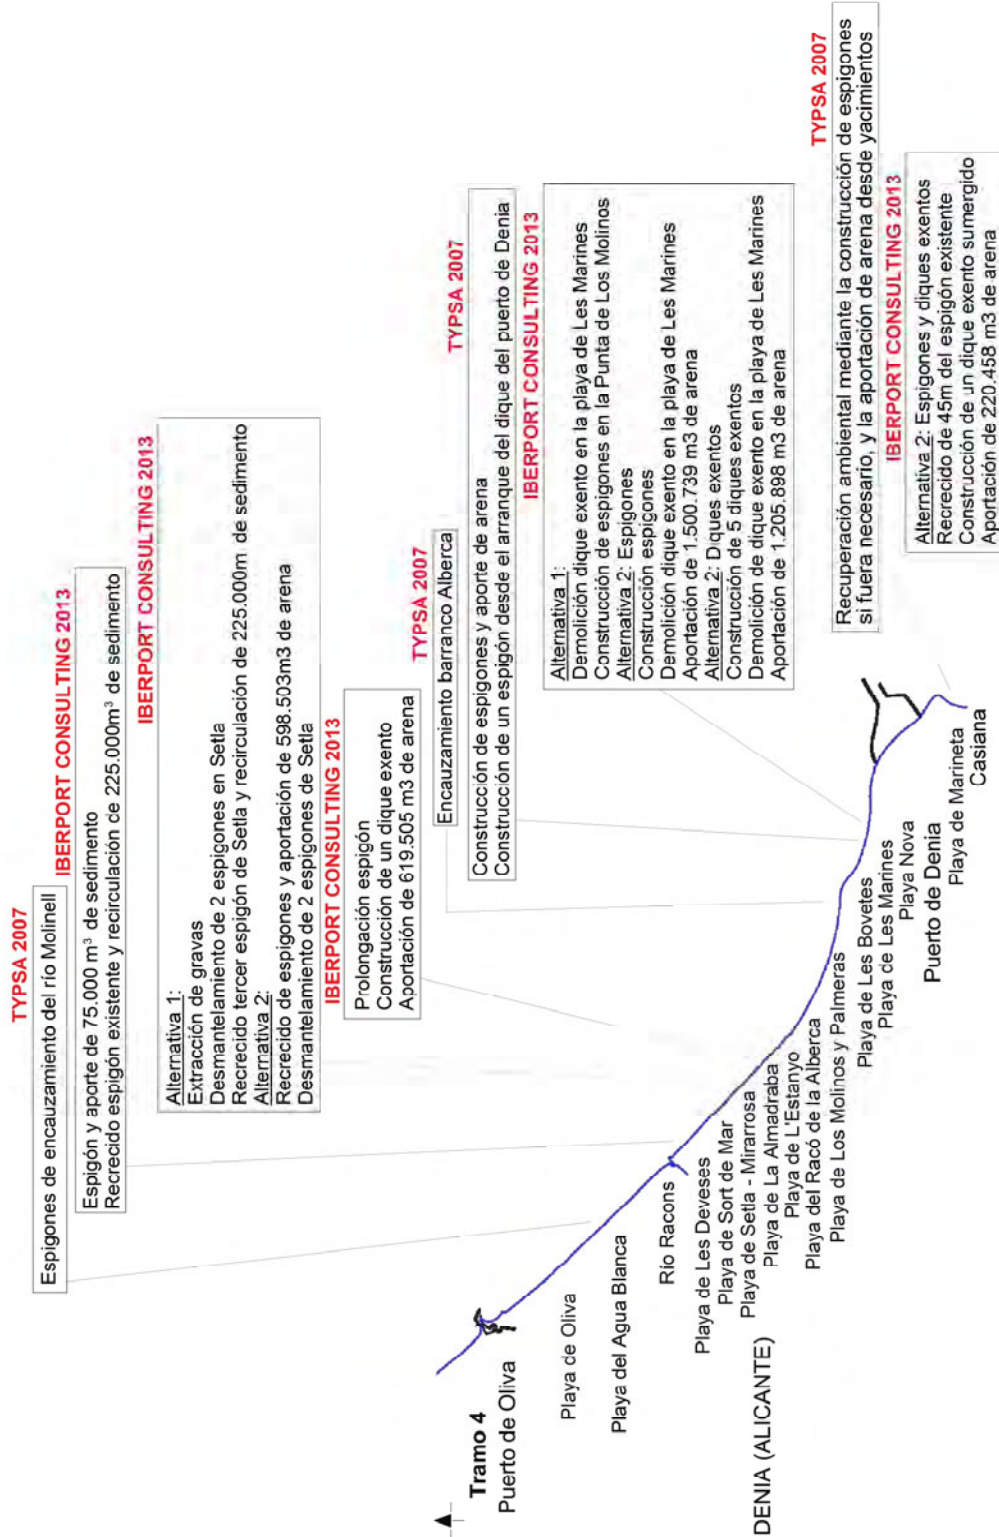 TYPSA 2007
Espigones de encauzamiento del río Molinell
IBERPORT CONSULTING 2013
Espigón y aporte de 75.000 m³ de sedimento
Recrecido espigón existente y recirculación de 225.000m³ de sedimento
IBERPORT CONSULTING 2013
Alternativa 1:
Extracción de gravas
Desmantelamiento de 2 espigones en Setla
Recrecido tercer espigón de Setla y recirculación de 225.000m de sedimento
Alternativa 2:
Recrecido de espigones y aportación de 598.503m3 de arena
Desmantelamiento de 2 espigones de Setla
IBERPORT CONSULTING 2013
Prolongación espigón
Construcción de un dique exento
Aportación de 619.505 m3 de arena
TYPSA 2007
Encauzamiento barranco Alberca
TYPSA 2007
Construcción de espigones y aporte de arena
Construcción de un espigón desde el arranque del dique del puerto de Denia
IBERPORT CONSULTING 2013
Alternativa 1:
Demolición dique exento en la playa de Les Marines
Construcción de espigones en la Punta de Los Molinos
Alternativa 2: Espigones
Construcción espigones
Demolición dique exento en la playa de Les Marines
Aportación de 1.500.739 m3 de arena
Alternativa 2: Diques exentos
Construcción de 5 diques exentos
Demolición de dique exento en la playa de Les Marines
Aportación de 1.205.898 m3 de arena
TYPSA 2007
Recuperación ambiental mediante la construcción de espigones
si fuera necesario, y la aportación de arena desde yacimientos
IBERPORT CONSULTING 2013
Alternativa 2: Espigones y diques exentos
Recrecido de 45m del espigón existente
Construcción de un dique exento sumergido
Aportación de 220.458 m3 de arena
Tramo 4
Puerto de Oliva
Playa de Oliva
Playa del Agua Blanca
Río Racons
Playa de Les Deveses
Playa de Sort de Mar
Playa de Setla - Mirarrosa
DENIA (ALICANTE)
Playa de La Almadraba
Playa de L'Estanyo
Playa del Racó de la Alberca
Playa de Los Molinos y Palmeras
Playa de Les Bovetes
Playa de Les Marines
Playa Nova
Puerto de Denia
Playa de Marineta
Casiana